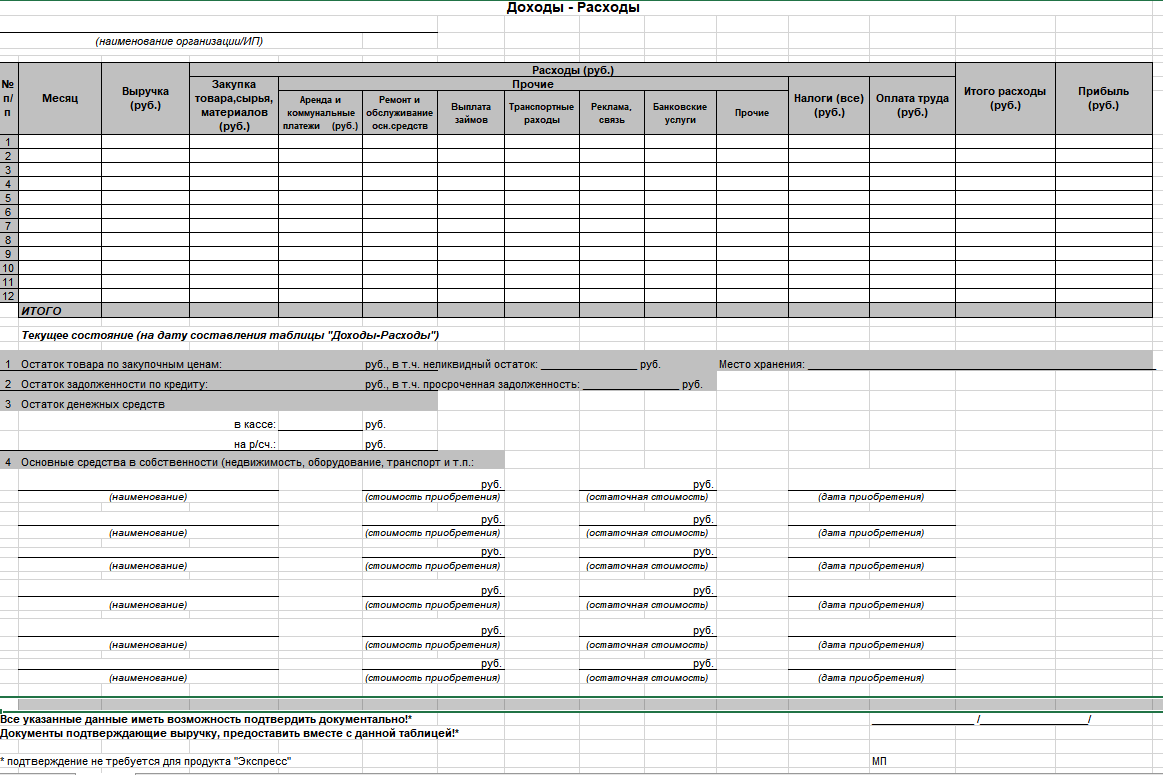 Доходы - Расходы
(наименование организации/ИП)
№ п/п
Месяц
Выручка (руб.)
Расходы (руб.)
Закупка товара,сырья, материалов (руб.)
Прочие
Аренда и коммунальные платежи (руб.)
Ремонт и обслуживание осн.средств
Выплата займов
Транспортные раходы
Реклама, связь
Банковские услуги
Прочие
Налоги (все) (руб.)
Оплата труда (руб.)
Итого расходы (руб.)
Прибыль (руб.)
1
2
3
4
5
6
7
8
9
10
11
12
ИТОГО
Текущее состояние (на дату составления таблицы "Доходы-Расходы")
1 Остаток товара по закупочным ценам: руб., в т.ч. неликвидный остаток: руб. Место хранения:
2 Остаток задолженности по кредиту: руб., в т.ч. просроченная задолженность: руб.
3 Остаток денежных средств
в кассе: руб.
на р/сч.: руб.
4 Основные средства в собственности (недвижимость, оборудование, транспорт и т.п.:
руб. руб.
(наименование) (стоимость приобретения) (остаточная стоимость) (дата приобретения)
руб. руб.
(наименование) (стоимость приобретения) (остаточная стоимость) (дата приобретения)
руб. руб.
(наименование) (стоимость приобретения) (остаточная стоимость) (дата приобретения)
руб. руб.
(наименование) (стоимость приобретения) (остаточная стоимость) (дата приобретения)
руб. руб.
(наименование) (стоимость приобретения) (остаточная стоимость) (дата приобретения)
руб. руб.
(наименование) (стоимость приобретения) (остаточная стоимость) (дата приобретения)
Все указанные данные иметь возможность подтвердить документально!* / /
Документы подтверждающие выручку, предоставить вместе с данной таблицей!*
* подтверждение не требуется для продукта "Экспресс" МП